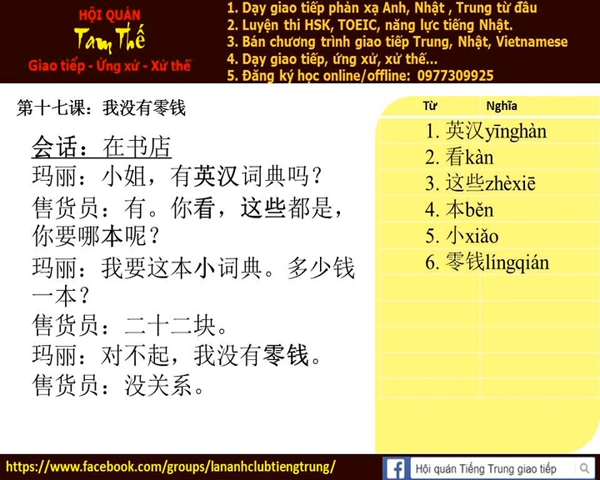 HỘI QUÁN
Tam Thế
Giao tiếp - Ứng xử - Xử thế
1. Dạy giao tiếp phản xạ Anh, Nhật , Trung từ đầu
2. Luyện thi HSK, TOEIC, năng lực tiếng Nhật.
3. Bán chương trình giao tiếp Trung, Nhật, Vietnamese
4. Dạy giao tiếp, ứng xử, xử thế...
5. Đăng ký học online/offline: 0977309925
第十七课：我没有零钱
会话：在书店
玛丽：小姐，有英汉词典吗？
售货员：有。你看，这些都是，
你要哪本呢？
玛丽：我要这本小词典。多少钱
一本？
售货员：二十二块。
玛丽：对不起，我没有零钱。
售货员：没关系。
Từ Nghĩa
1. 英汉yīnghàn
2. 看kàn
3. 这些zhèxiē
4. 本běn
5. 小xiǎo
6. 零钱língqián
https://www.facebook.com/groups/lananhclubtiengtrung/
Hội quán Tiếng Trung giao tiếp